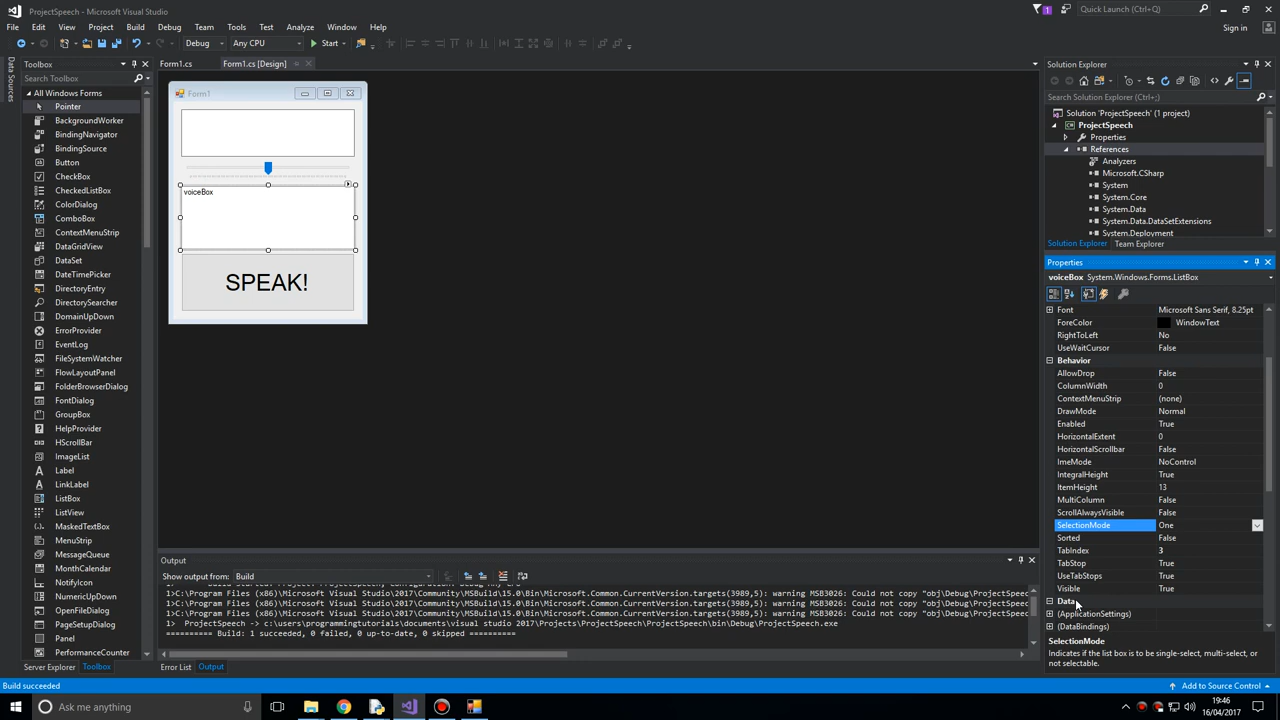 ProjectSpeech - Microsoft Visual Studio
1
Quick Launch (Ctrl+;)
File Edit View Project Build Debug Team Tools Test Analyze Window Help
Sign in
Debug Any CPU Start
Data Sources
Toolbox
Form1.cs
Form1.cs [Design]
Solution Explorer
Search Toolbox
All Windows Forms
Pointer
BackgroundWorker
BindingNavigator
BindingSource
Button
CheckBox
CheckedListBox
ColorDialog
ComboBox
ContextMenuStrip
DataGridView
DataSet
DateTimePicker
DirectoryEntry
DirectorySearcher
DomainUpDown
ErrorProvider
EventLog
FileSystemWatcher
FlowLayoutPanel
FolderBrowserDialog
FontDialog
GroupBox
HelpProvider
HScrollBar
ImageList
Label
LinkLabel
ListBox
ListView
MaskedTextBox
MenuStrip
MessageQueue
MonthCalendar
NotifyIcon
NumericUpDown
OpenFileDialog
PageSetupDialog
Panel
PerformanceCounter
Server Explorer Toolbox
Form1
voiceBox
SPEAK!
Search Solution Explorer (Ctrl+;)
Solution 'ProjectSpeech' (1 project)
ProjectSpeech
Properties
References
Analyzers
Microsoft.CSharp
System
System.Core
System.Data
System.Data.DataSetExtensions
System.Deployment
Solution Explorer Team Explorer
Properties
voiceBox System.Windows.Forms.ListBox
Font Microsoft Sans Serif, 8.25pt
ForeColor WindowText
RightToLeft No
UseWaitCursor False
Behavior
AllowDrop False
ColumnWidth 0
ContextMenuStrip (none)
DrawMode Normal
Enabled True
HorizontalExtent 0
HorizontalScrollbar False
ImeMode NoControl
IntegralHeight True
ItemHeight 13
MultiColumn False
ScrollAlwaysVisible False
SelectionMode One
Sorted False
TabIndex 3
TabStop True
UseTabStops True
Visible True
Data
(ApplicationSettings)
(DataBindings)
SelectionMode
Indicates if the list box is to be single-select, multi-select, or
not selectable.
Output
Show output from: Build
1>C:\Program Files (x86)\Microsoft Visual Studio\2017\Community\MSBuild\15.0\Bin\Microsoft.Common.CurrentVersion.targets(3989,5): warning MSB3026: Could not copy "obj\Debug\ProjectSpee
1>C:\Program Files (x86)\Microsoft Visual Studio\2017\Community\MSBuild\15.0\Bin\Microsoft.Common.CurrentVersion.targets(3989,5): warning MSB3026: Could not copy "obj\Debug\ProjectSpee
1>C:\Program Files (x86)\Microsoft Visual Studio\2017\Community\MSBuild\15.0\Bin\Microsoft.Common.CurrentVersion.targets(3989,5): warning MSB3026: Could not copy "obj\Debug\ProjectSpee
1> ProjectSpeech -> c:\users\programmingtutorials\documents\visual studio 2017\Projects\ProjectSpeech\ProjectSpeech\bin\Debug\ProjectSpeech.exe
========== Build: 1 succeeded, 0 failed, 0 up-to-date, 0 skipped ==========
Error List Output
Build succeeded
Add to Source Control
Ask me anything
19:46
16/04/2017